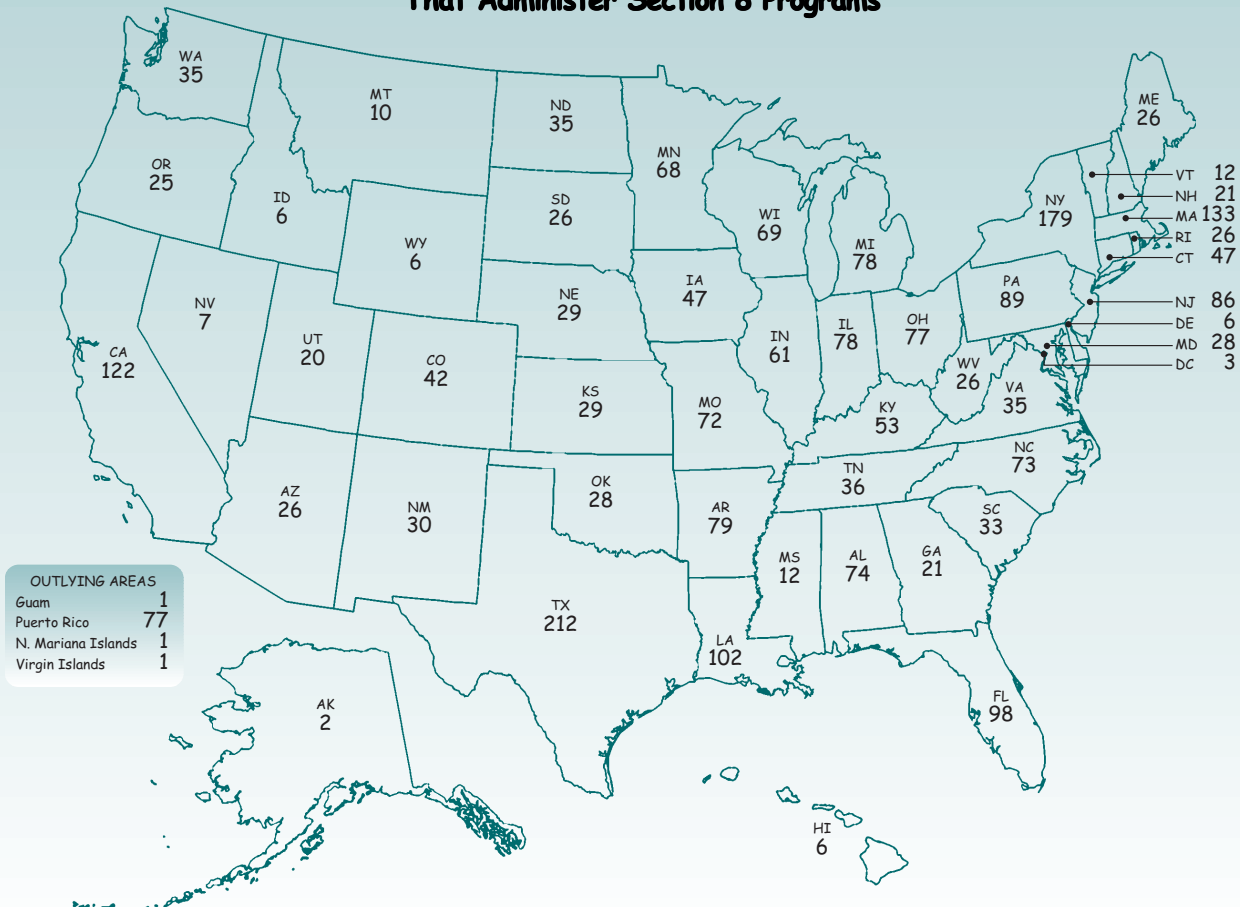 That Administer Section 8 Programs
WA
35
MT
10
ND
35
MN
68
ME
26
OR
25
ID
6
SD
26
WI
69
MI
78
NY
179
VT 12
NH 21
MA 133
RI 26
CT 47
WY
6
IA
47
NE
29
PA
89
NJ 86
DE 6
MD 28
DC 3
NV
7
UT
20
CO
42
IN
61
IL
78
OH
77
CA
122
WV
26
VA
35
KS
29
MO
72
KY
53
NC
73
TN
36
AZ
26
NM
30
OK
28
AR
79
SC
33
MS
12
AL
74
GA
21
OUTLYING AREAS
Guam 1
Puerto Rico 77
N. Mariana Islands 1
Virgin Islands 1
TX
212
LA
102
FL
98
AK
2
HI
6